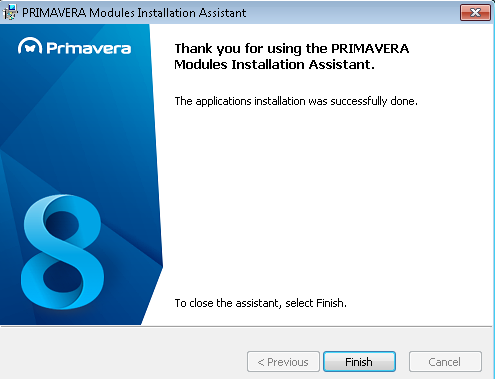 PRIMAVERA Modules Installation Assistant
Primavera
Thank you for using the PRIMAVERA
Modules Installation Assistant.
The applications installation was successfully done.
8
To close the assistant, select Finish.
< Previous
Finish
Cancel